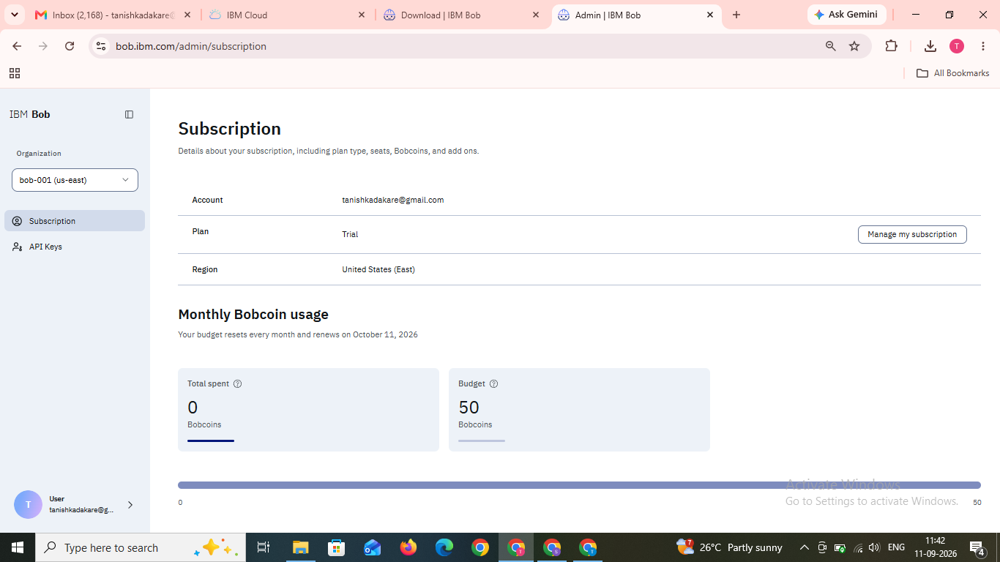 Inbox (2,168) - tanishkadakare@
IBM Cloud
Download | IBM Bob
Admin | IBM Bob
Ask Gemini
bob.ibm.com/admin/subscription
T
All Bookmarks
IBM Bob
Organization
bob-001 (us-east)
Subscription
API Keys
Subscription
Details about your subscription, including plan type, seats, Bobcoins, and add ons.
Account tanishkadakare@gmail.com
Plan Trial Manage my subscription
Region United States (East)
Monthly Bobcoin usage
Your budget resets every month and renews on October 11, 2026
Total spent
0
Bobcoins
Budget
50
Bobcoins
0 50
Activate Windows
Go to Settings to activate Windows.
T
User
tanishkadakare@g...
Type here to search
7
26°C Partly sunny
ENG
11:42
11-09-2026
4